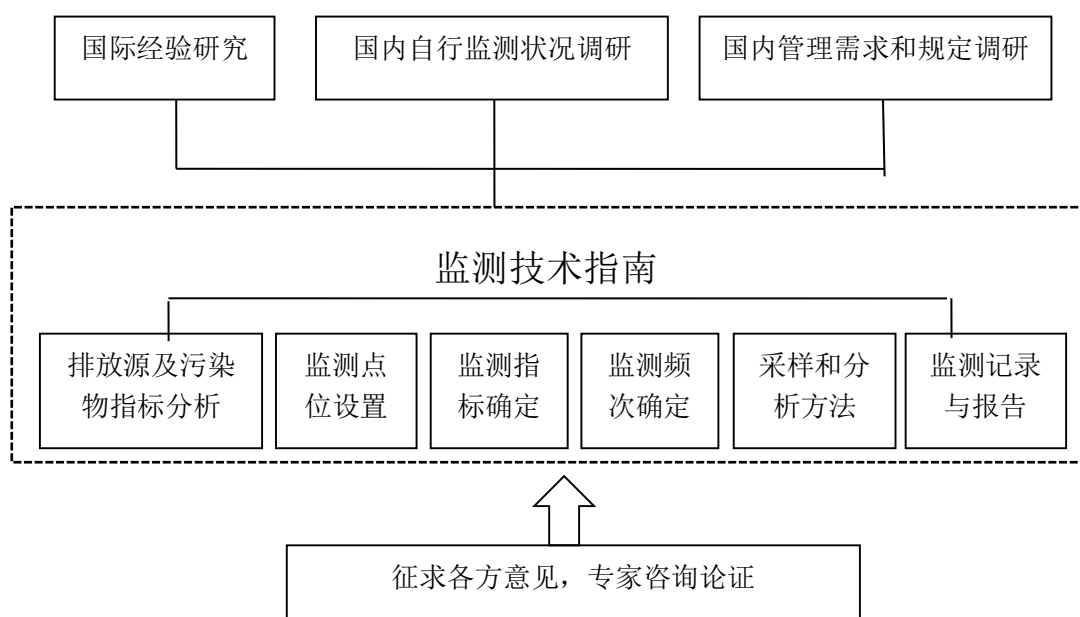 国际经验研究
国内自行监测状况调研
国内管理需求和规定调研
监测技术指南
排放源及污染
物指标分析
监测点
位设置
监测指
标确定
监测频
次确定
采样和分
析方法
监测记录
与报告
征求各方意见，专家咨询论证